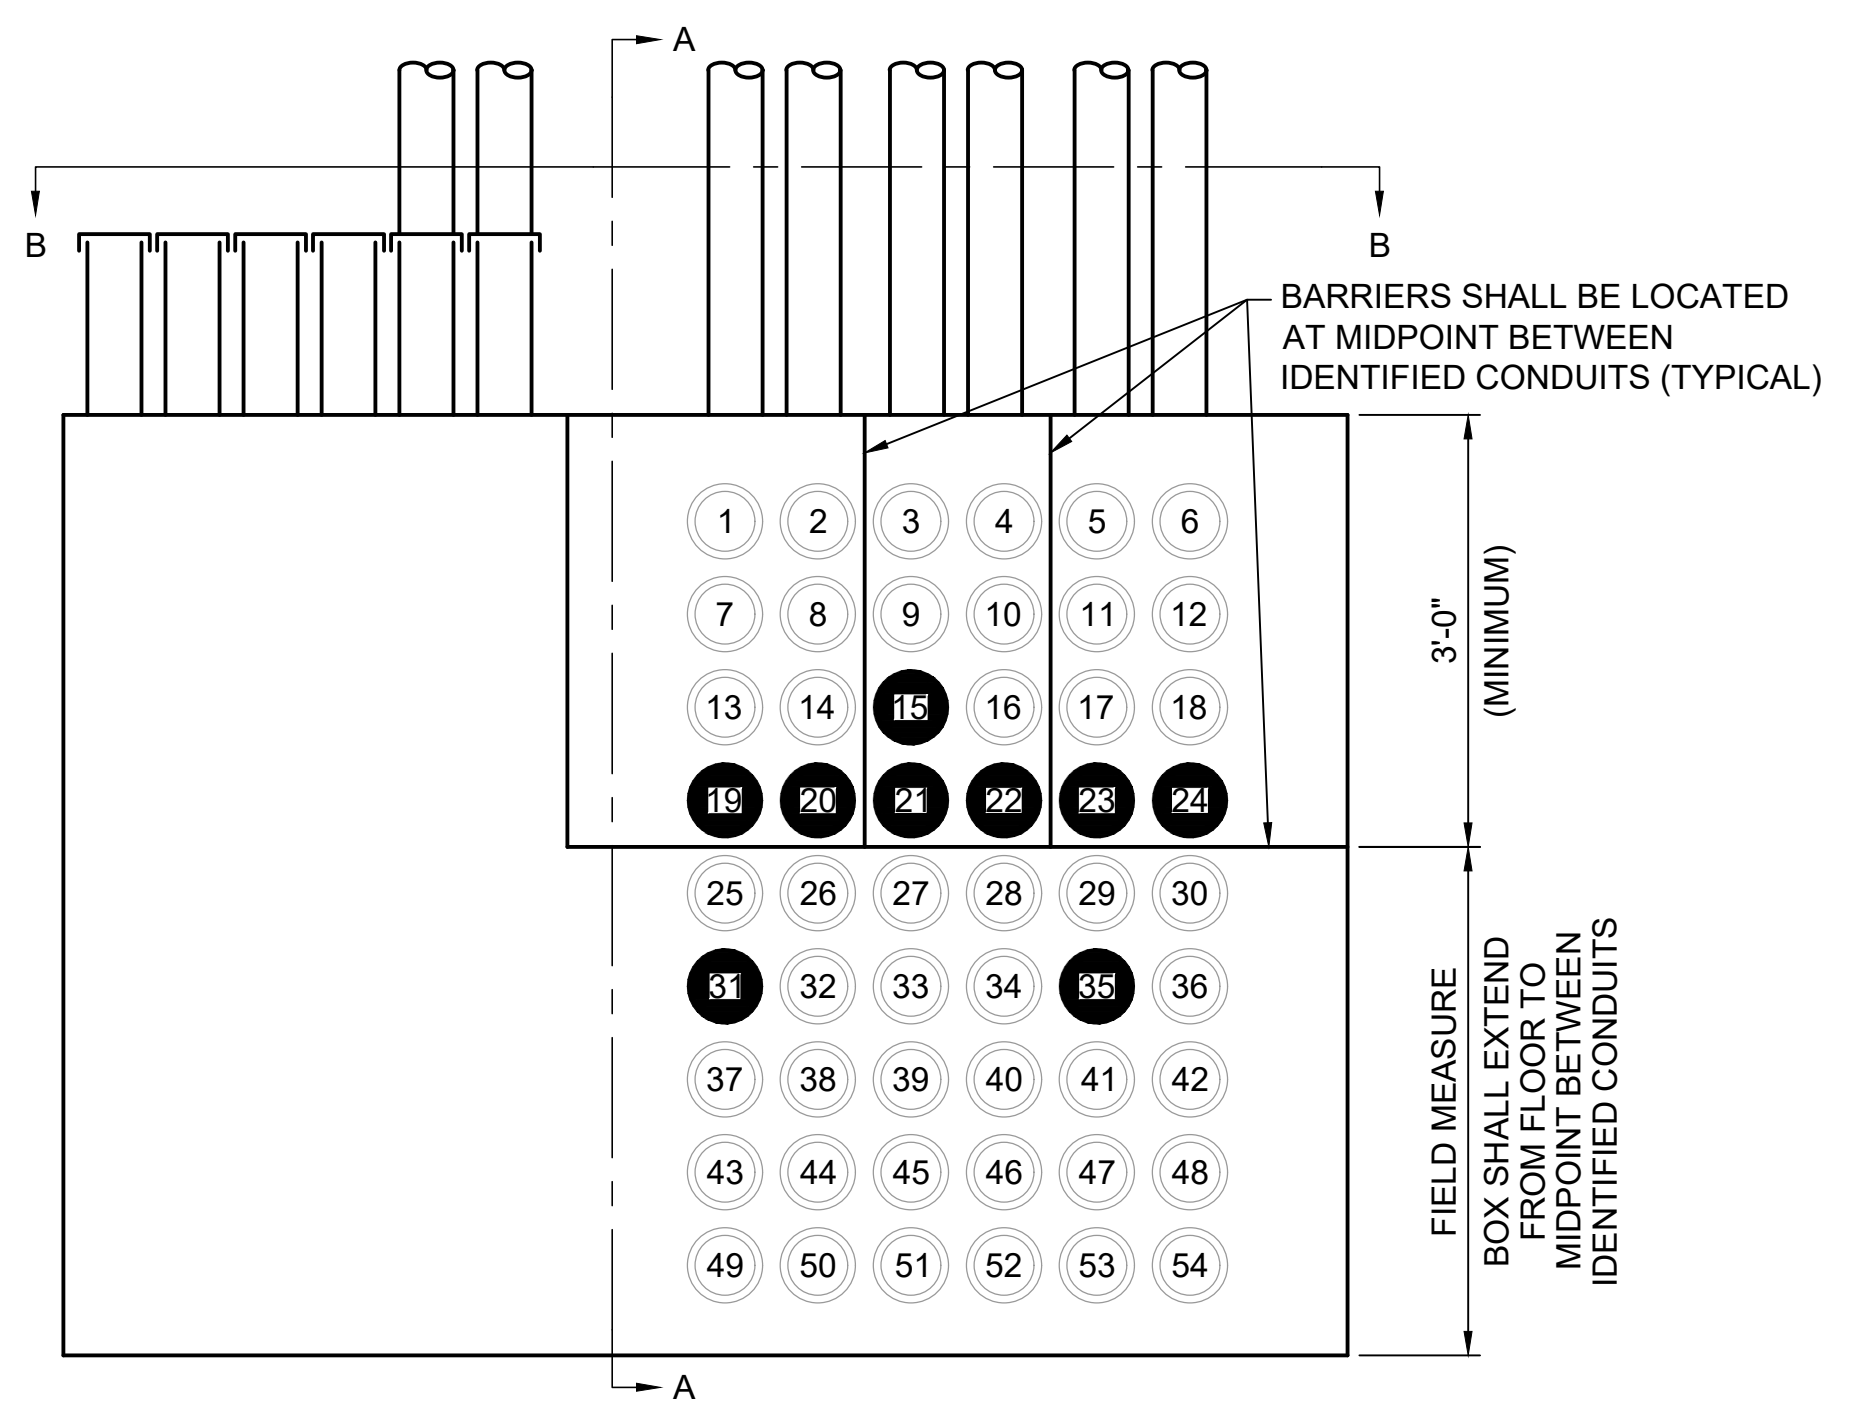 A
B
B
BARRIERS SHALL BE LOCATED
AT MIDPOINT BETWEEN
IDENTIFIED CONDUITS (TYPICAL)
1 2 3 4 5 6
7 8 9 10 11 12
13 14 15 16 17 18
19 20 21 22 23 24
3'-0"
(MINIMUM)
25 26 27 28 29 30
31 32 33 34 35 36
37 38 39 40 41 42
43 44 45 46 47 48
49 50 51 52 53 54
FIELD MEASURE
BOX SHALL EXTEND
FROM FLOOR TO
MIDPOINT BETWEEN
IDENTIFIED CONDUITS
A